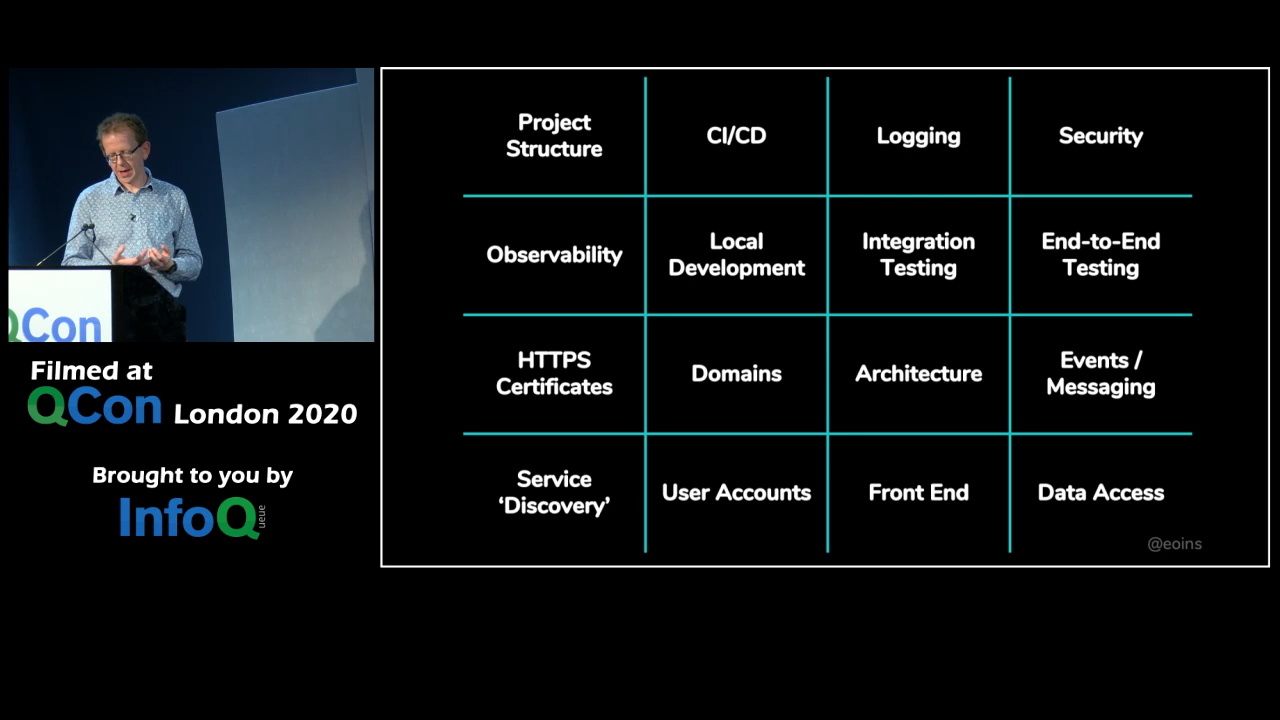 QCon
Filmed at
QCon London 2020
Brought to you by
InfoQ
ueue
Project
Structure
CI/CD
Logging
Security
Observability
Local
Development
Integration
Testing
End-to-End
Testing
HTTPS
Certificates
Domains
Architecture
Events /
Messaging
Service
‘Discovery’
User Accounts
Front End
Data Access
@eoins